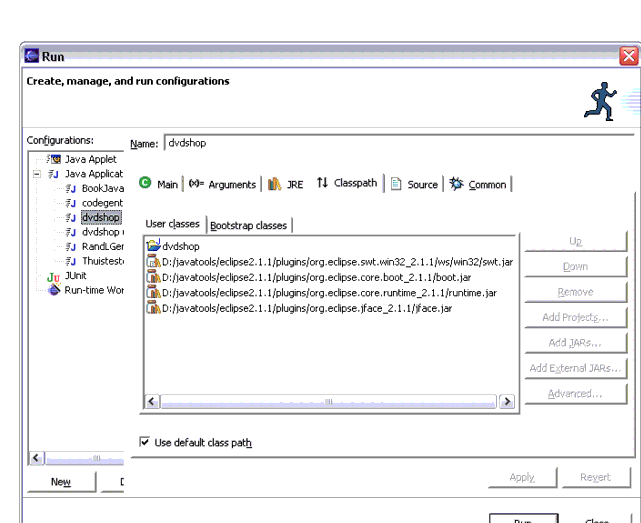 Run
Create, manage, and run configurations
Configurations:
Name: dvdshop
Java Applet
Java Applicat
BookJava
codegent
dvdshop
dvdshop
RandLGer
Thuistest
JUnit
Run-time Wor
Main (x)= Arguments JRE Classpath Source Common
User classes Bootstrap classes
dvdshop
D:/javatools/eclipse2.1.1/plugins/org.eclipse.swt.win32_2.1.1/ws/win32/swt.jar
D:/javatools/eclipse2.1.1/plugins/org.eclipse.core.boot_2.1.1/boot.jar
D:/javatools/eclipse2.1.1/plugins/org.eclipse.core.runtime_2.1.1/runtime.jar
D:/javatools/eclipse2.1.1/plugins/org.eclipse.jface_2.1.1/jface.jar
Up
Down
Remove
Add Projects...
Add JARs...
Add External JARs...
Advanced...
Use default class path
New
Apply Revert
Run Close